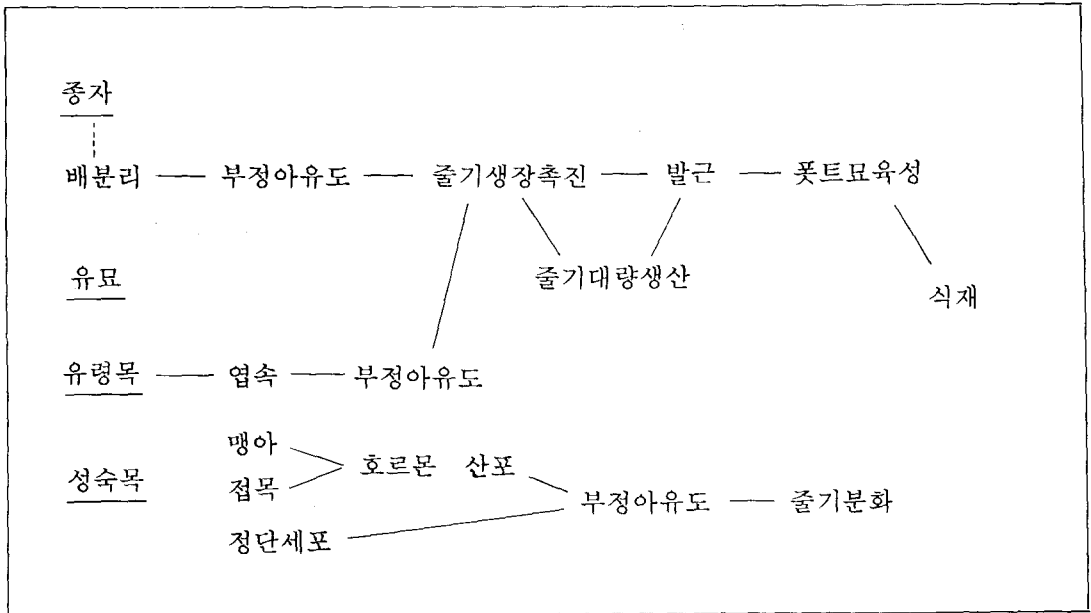 종자
배분리 부정아유도 줄기생장촉진 발근 폿트묘육성
유묘 줄기대량생산 식재
유령목 엽속 부정아유도
맹아
성숙목 호르몬 산포
접목
부정아유도 줄기분화
정단세포